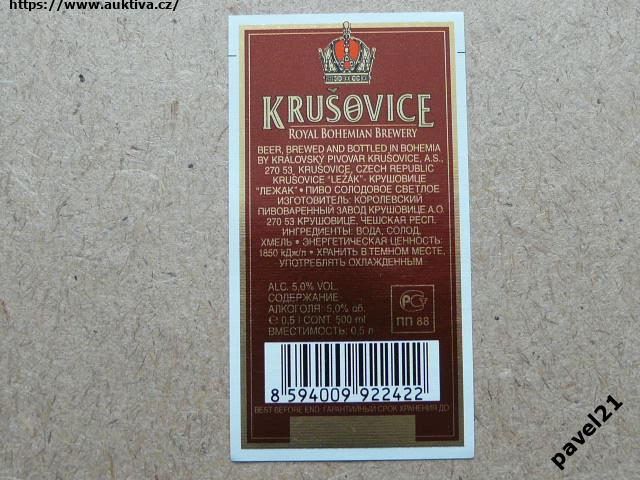 https://www.auktiva.cz/
KRUŠOVICE
ROYAL BOHEMIAN BREWERY
BEER, BREWED AND BOTTLED IN BOHEMIA
BY KRÁLOVSKÝ PIVOVAR KRUŠOVICE, A.S.,
270 53, KRUŠOVICE, CZECH REPUBLIC
KRUŠOVICE "LEŽÁK" - КРУШОВИЦЕ
"ЛЕЖАК" • ПИВО СОЛОДОВОЕ СВЕТЛОЕ
ИЗГОТОВИТЕЛЬ: КОРОЛЕВСКИЙ
ПИВОВАРЕННЫЙ ЗАВОД КРУШОВИЦЕ А.О.
270 53 КРУШОВИЦЕ, ЧЕШСКАЯ РЕСП.
ИНГРЕДИЕНТЫ: ВОДА, СОЛОД,
ХМЕЛЬ • ЭНЕРГЕТИЧЕСКАЯ ЦЕННОСТЬ:
1850 кДж/л • ХРАНИТЬ В ТЕМНОМ МЕСТЕ,
УПОТРЕБЛЯТЬ ОХЛАЖДЕННЫМ
ALC. 5,0% VOL.
СОДЕРЖАНИЕ
АЛКОГОЛЯ: 5,0% об.
℮ 0,5 l CONT. 500 ml
ВМЕСТИМОСТЬ: 0,5 л
РСТ
ПП 88
8 594009 922422
BEST BEFORE END. ГАРАНТИЙНЫЙ СРОК ХРАНЕНИЯ ДО
pavel21